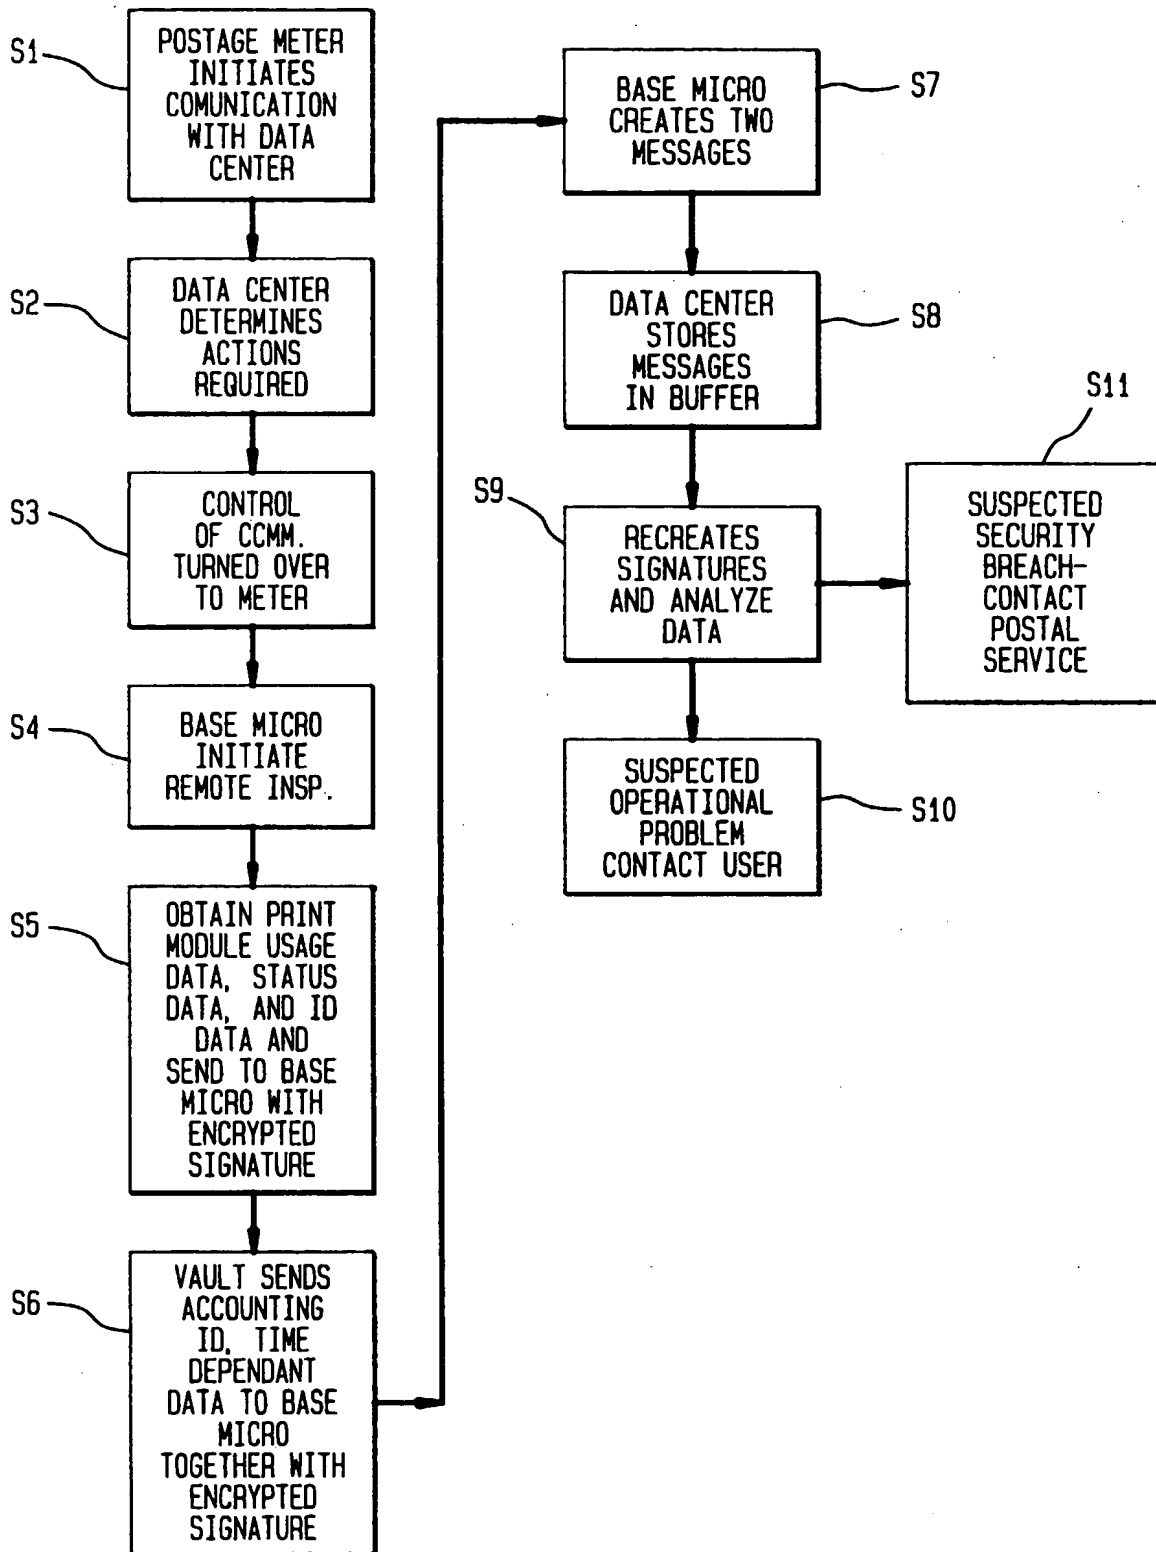 S1
POSTAGE METER
INITIATES
COMUNICATION
WITH DATA
CENTER
S2
DATA CENTER
DETERMINES
ACTIONS
REQUIRED
S3
CONTROL
OF CCMM.
TURNED OVER
TO METER
S4
BASE MICRO
INITIATE
REMOTE INSP.
S5
OBTAIN PRINT
MODULE USAGE
DATA, STATUS
DATA, AND ID
DATA AND
SEND TO BASE
MICRO WITH
ENCRYPTED
SIGNATURE
S6
VAULT SENDS
ACCOUNTING
ID, TIME
DEPENDANT
DATA TO BASE
MICRO
TOGETHER WITH
ENCRYPTED
SIGNATURE
S7
BASE MICRO
CREATES TWO
MESSAGES
S8
DATA CENTER
STORES
MESSAGES
IN BUFFER
S9
RECREATES
SIGNATURES
AND ANALYZE
DATA
S10
SUSPECTED
OPERATIONAL
PROBLEM
CONTACT USER
S11
SUSPECTED
SECURITY
BREACH-
CONTACT
POSTAL
SERVICE